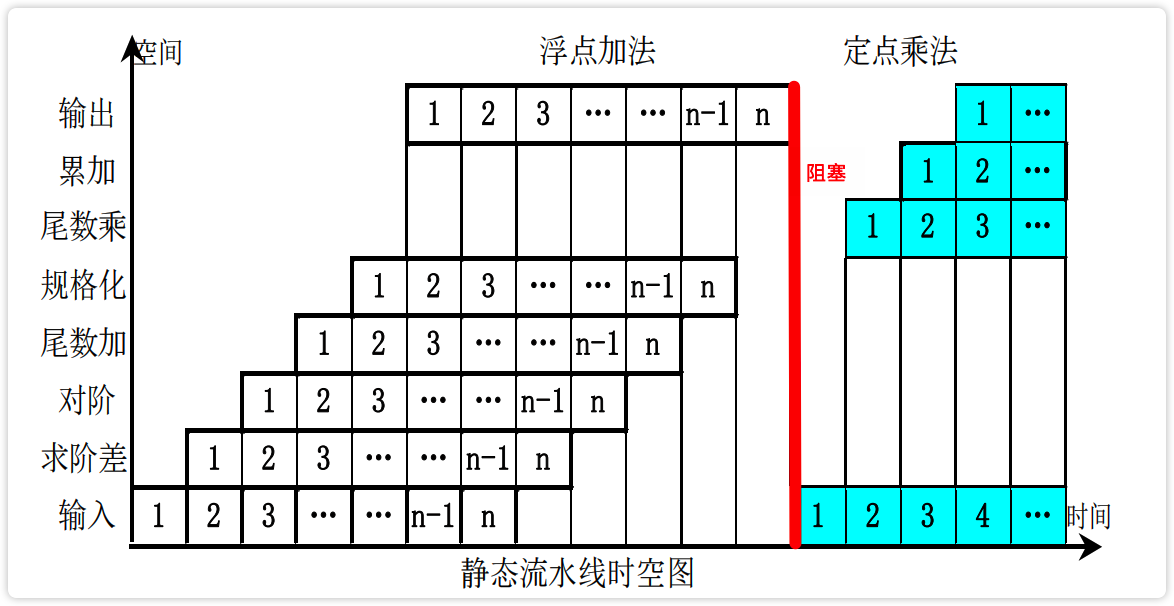 空间 浮点加法 定点乘法
输出 1 2 3 … … n-1 n 1 …
累加 阻塞 1 2 …
尾数乘 1 2 3 …
规格化 1 2 3 … … n-1 n
尾数加 1 2 3 … … n-1 n
对阶 1 2 3 … … n-1 n
求阶差 1 2 3 … … n-1 n
输入 1 2 3 … … n-1 n 1 2 3 4 … 时间
静态流水线时空图